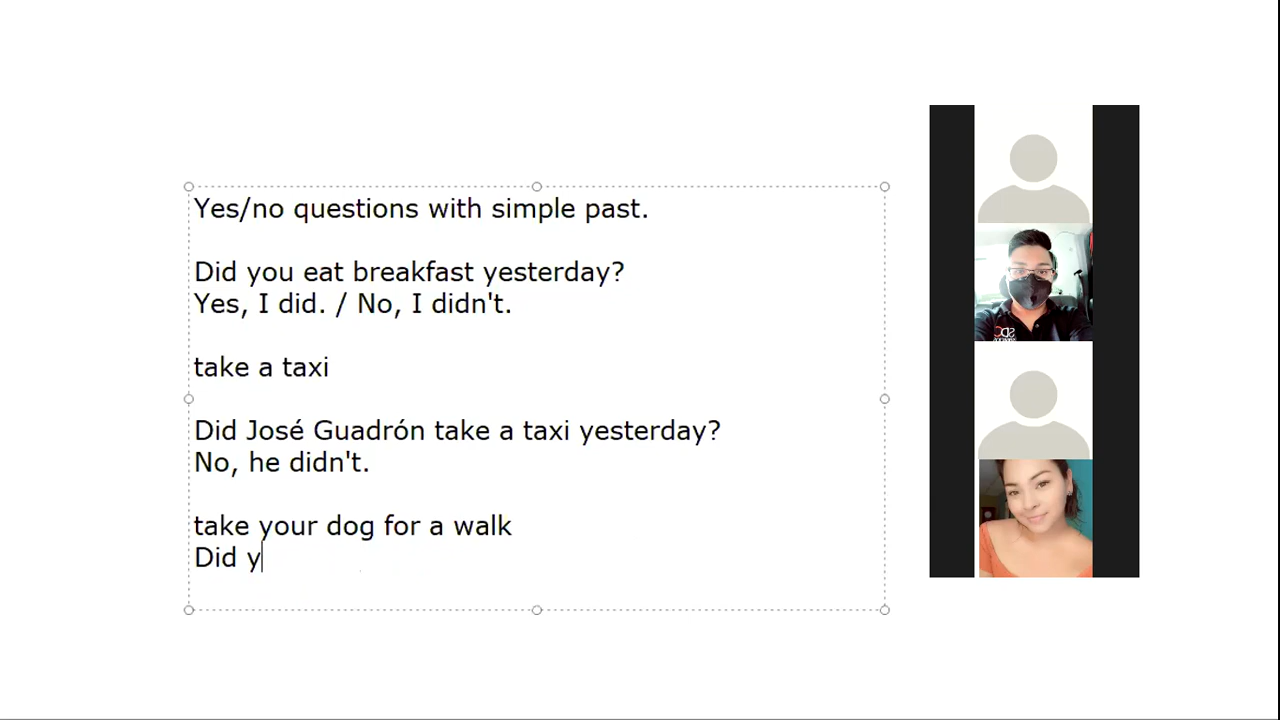 Yes/no questions with simple past.
Did you eat breakfast yesterday?
Yes, I did. / No, I didn't.
take a taxi
Did José Guadrón take a taxi yesterday?
No, he didn't.
take your dog for a walk
Did y